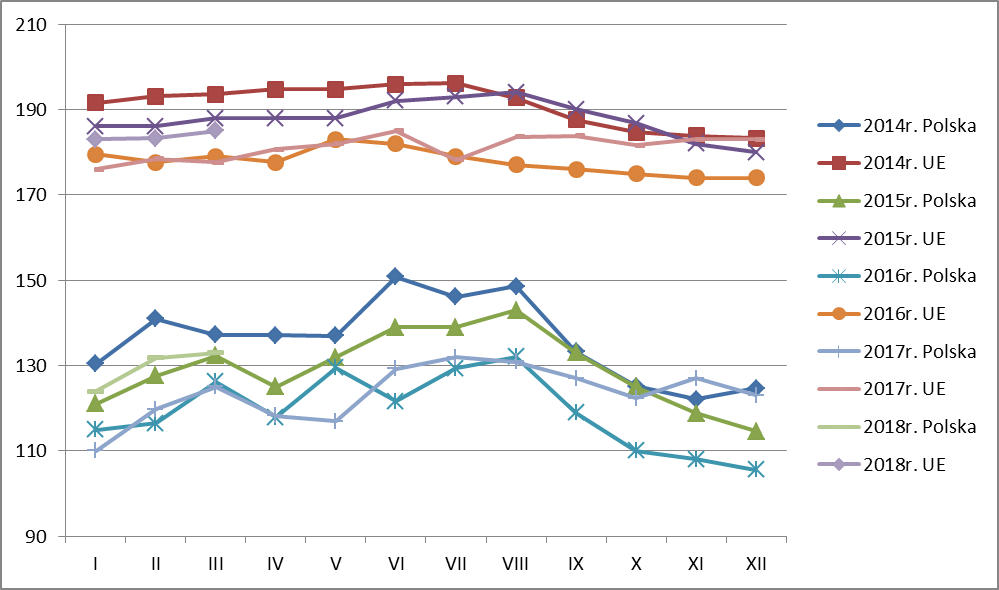 210
190
170
150
130
110
90
I II III IV V VI VII VIII IX X XI XII
2014r. Polska
2014r. UE
2015r. Polska
2015r. UE
2016r. Polska
2016r. UE
2017r. Polska
2017r. UE
2018r. Polska
2018r. UE